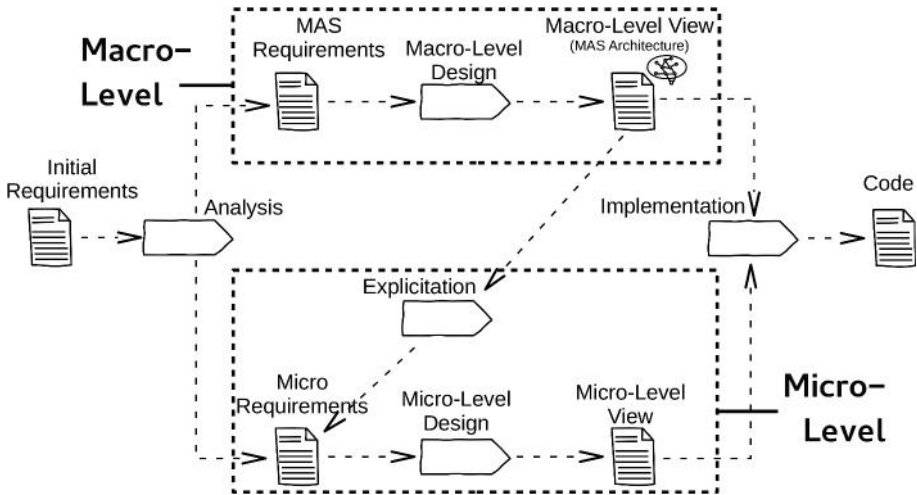 MAS
Requirements
Macro-Level
Design
Macro-Level View
(MAS Architecture)
Macro-
Level
Initial
Requirements
Analysis
Implementation
Code
Explicitation
Micro
Requirements
Micro-Level
Design
Micro-Level
View
Micro-
Level